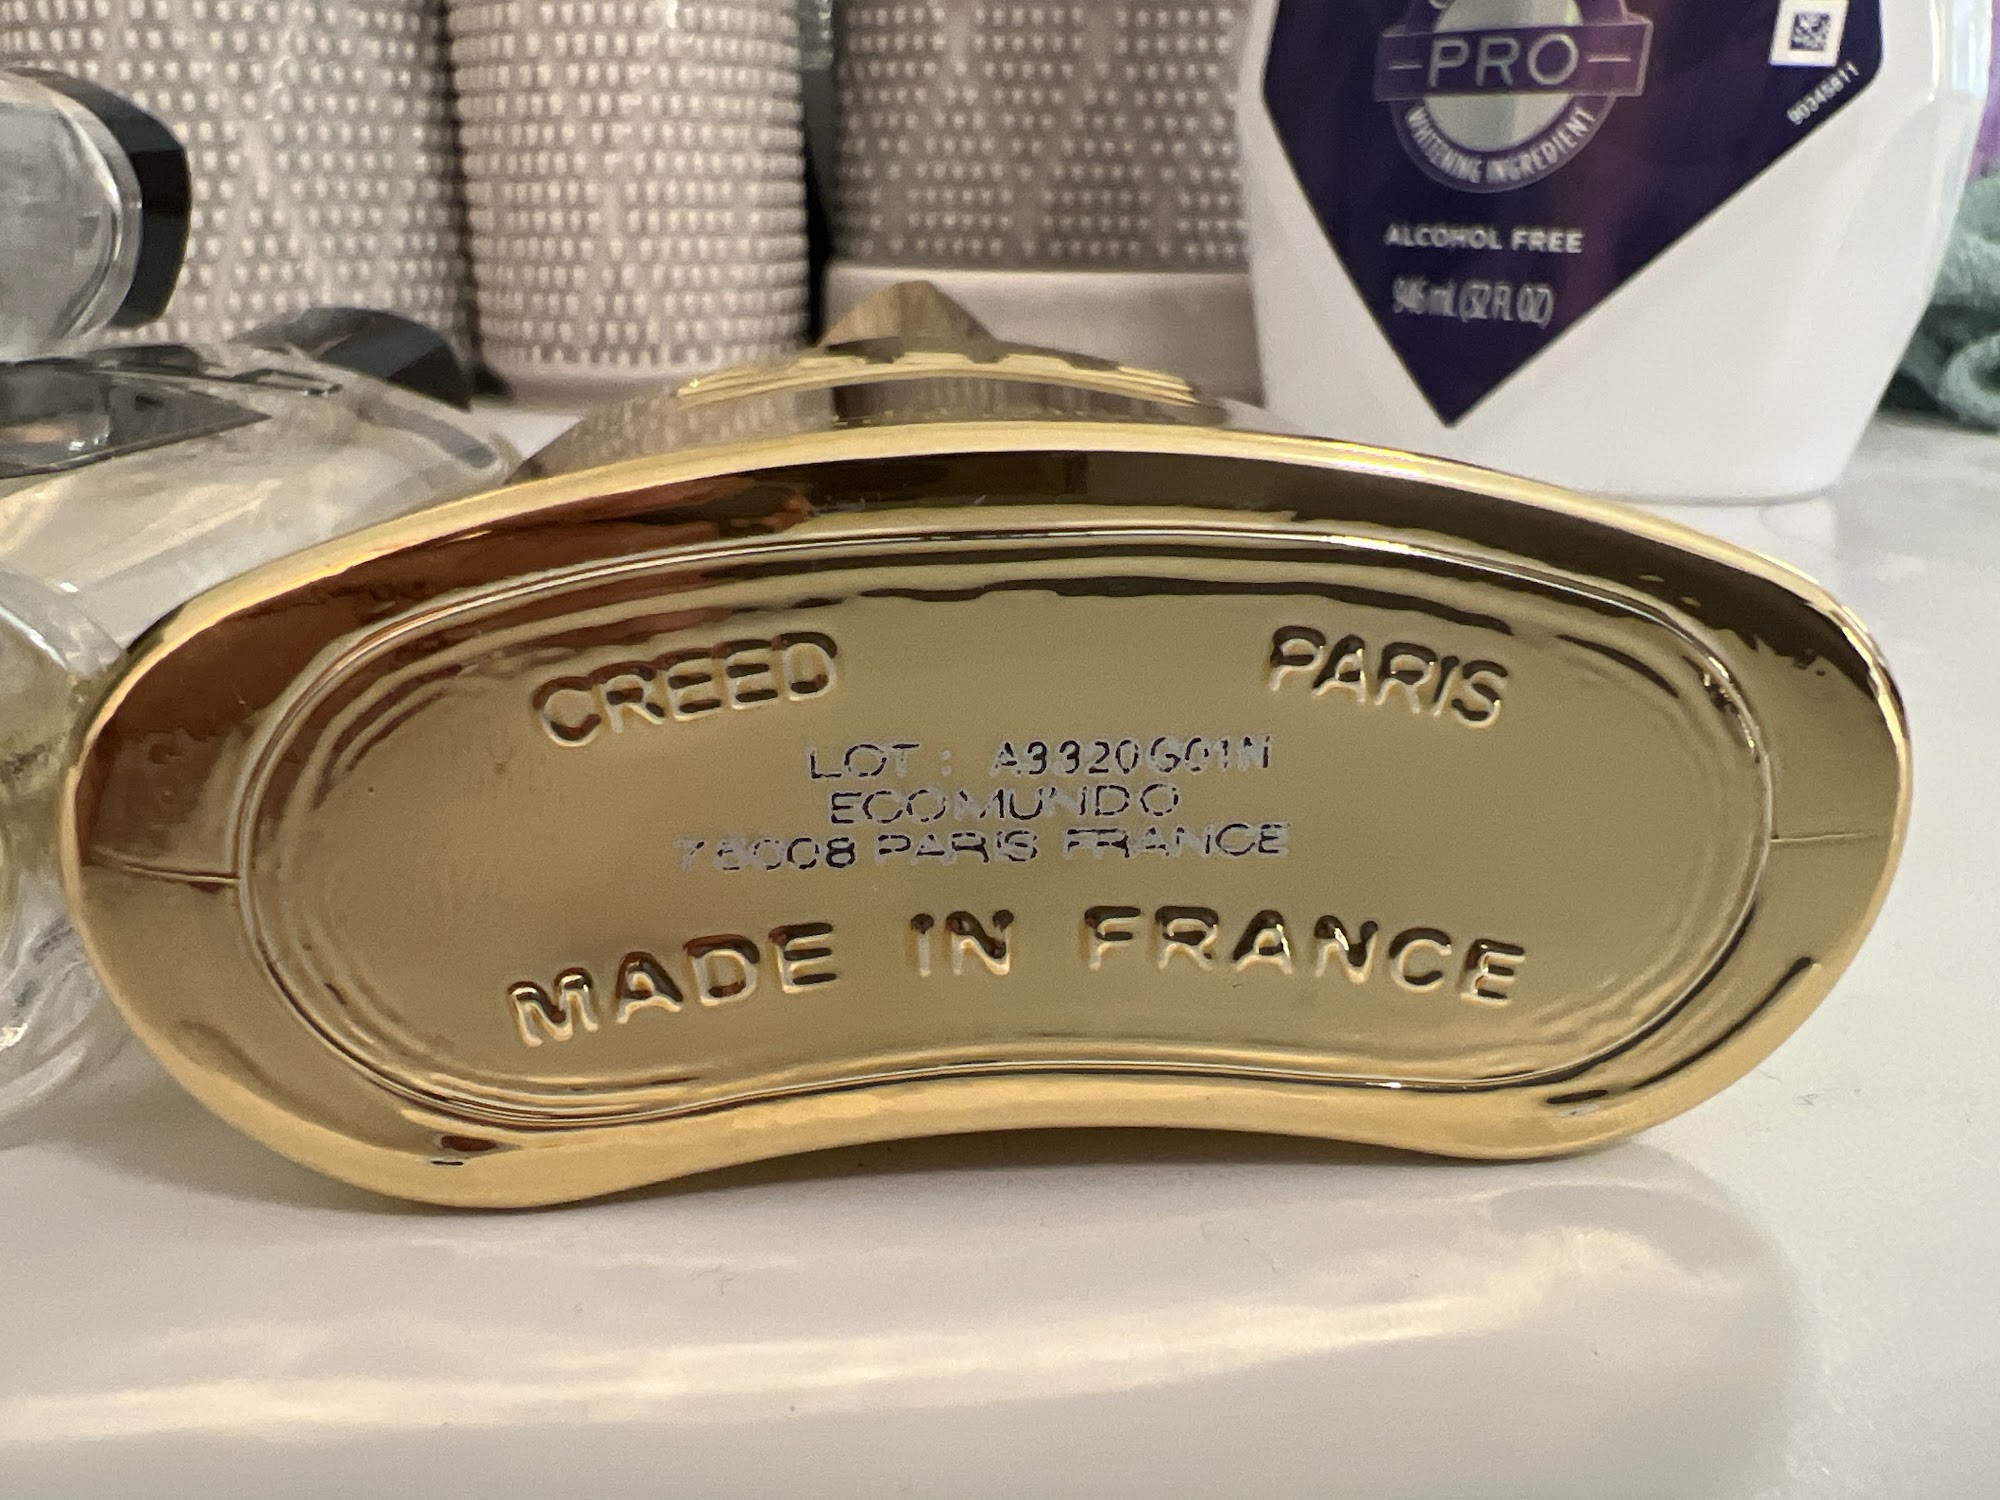 PRO
WHITENING INGREDIENT
90346811
ALCOHOL FREE
946 mL (32 FL OZ)
CREED PARIS
LOT : A3320G01N
ECOMUNDO
75008 PARIS FRANCE
MADE IN FRANCE